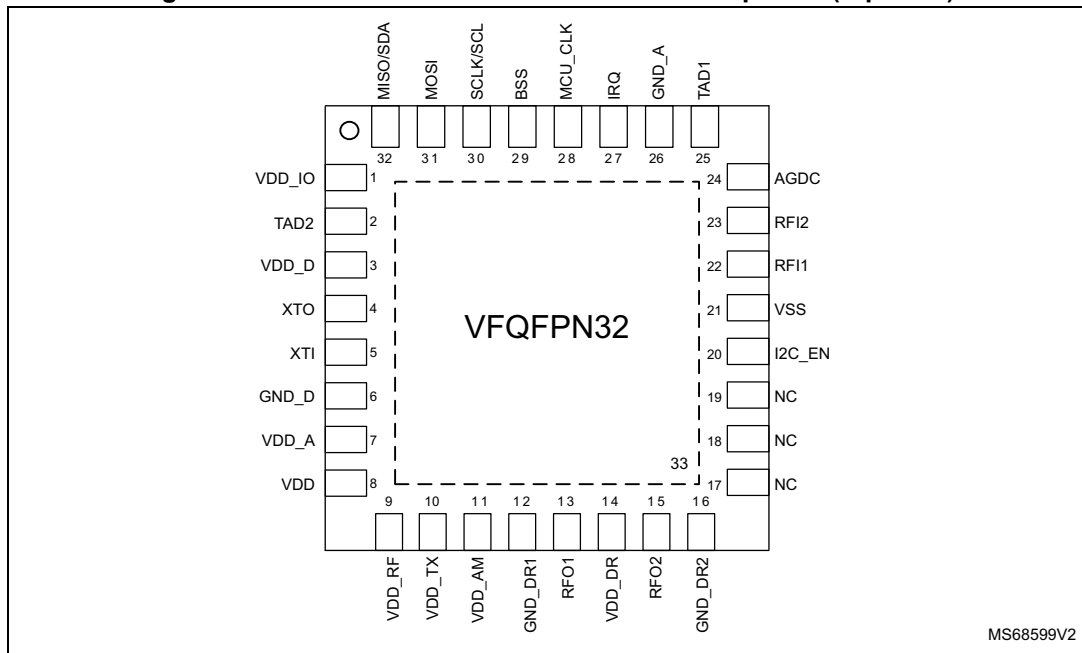 MISO/SDA
MOSI
SCLK/SCL
BSS
MCU_CLK
IRQ
GND_A
TAD1
32 31 30 29 28 27 26 25
VDD_IO 1
TAD2 2
VDD_D 3
XTO 4
XTI 5
GND_D 6
VDD_A 7
VDD 8
VFQFPN32
33
24 AGDC
23 RFI2
22 RFI1
21 VSS
20 I2C_EN
19 NC
18 NC
17 NC
9 10 11 12 13 14 15 16
VDD_RF
VDD_TX
VDD_AM
GND_DR1
RFO1
VDD_DR
RFO2
GND_DR2
MS68599V2